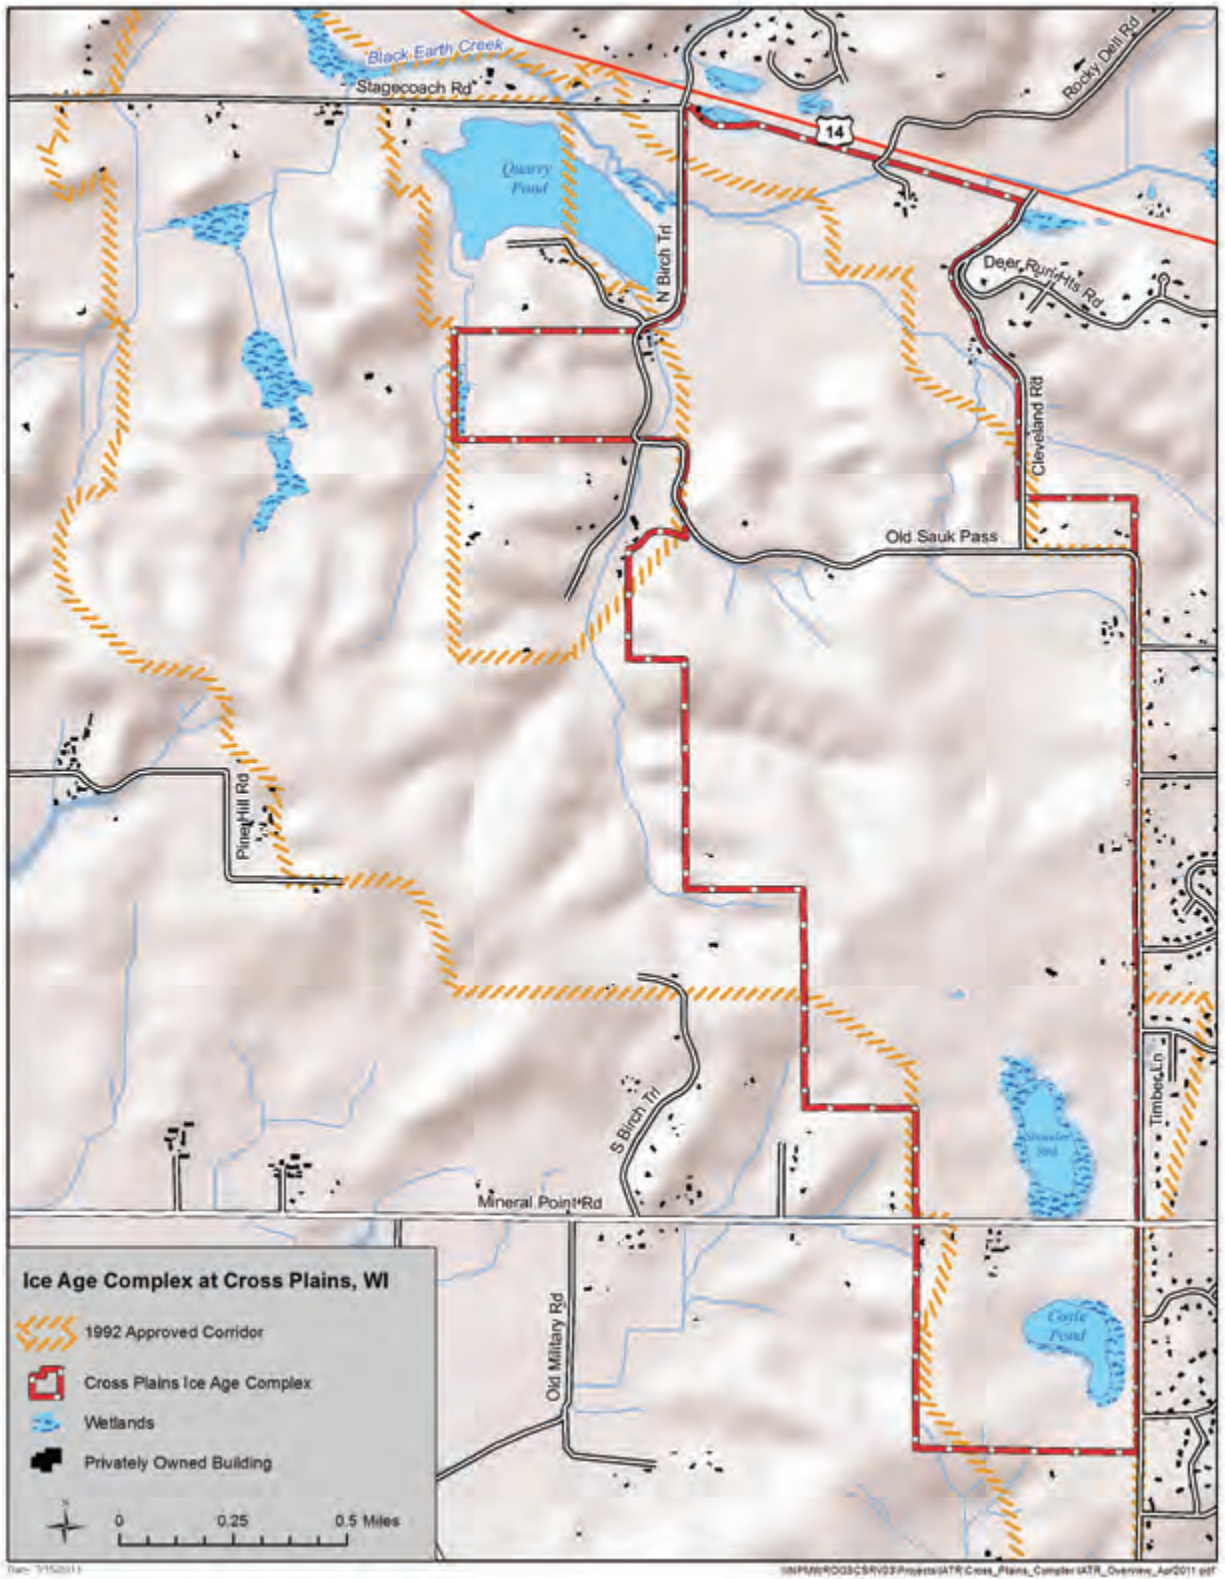 Black Earth Creek
Stagecoach Rd
Rocky Dell Rd
14
Quarry
Pond
N Birch Trl
Deer Run Hts Rd
Cleveland Rd
Old Sauk Pass
Pine Hill Rd
Timber Ln
S Birch Trl
Mineral Point Rd
Old Military Rd
Coyle
Pond
Ice Age Complex at Cross Plains, WI
1992 Approved Corridor
Cross Plains Ice Age Complex
Wetlands
Privately Owned Building
N
0 0.25 0.5 Miles